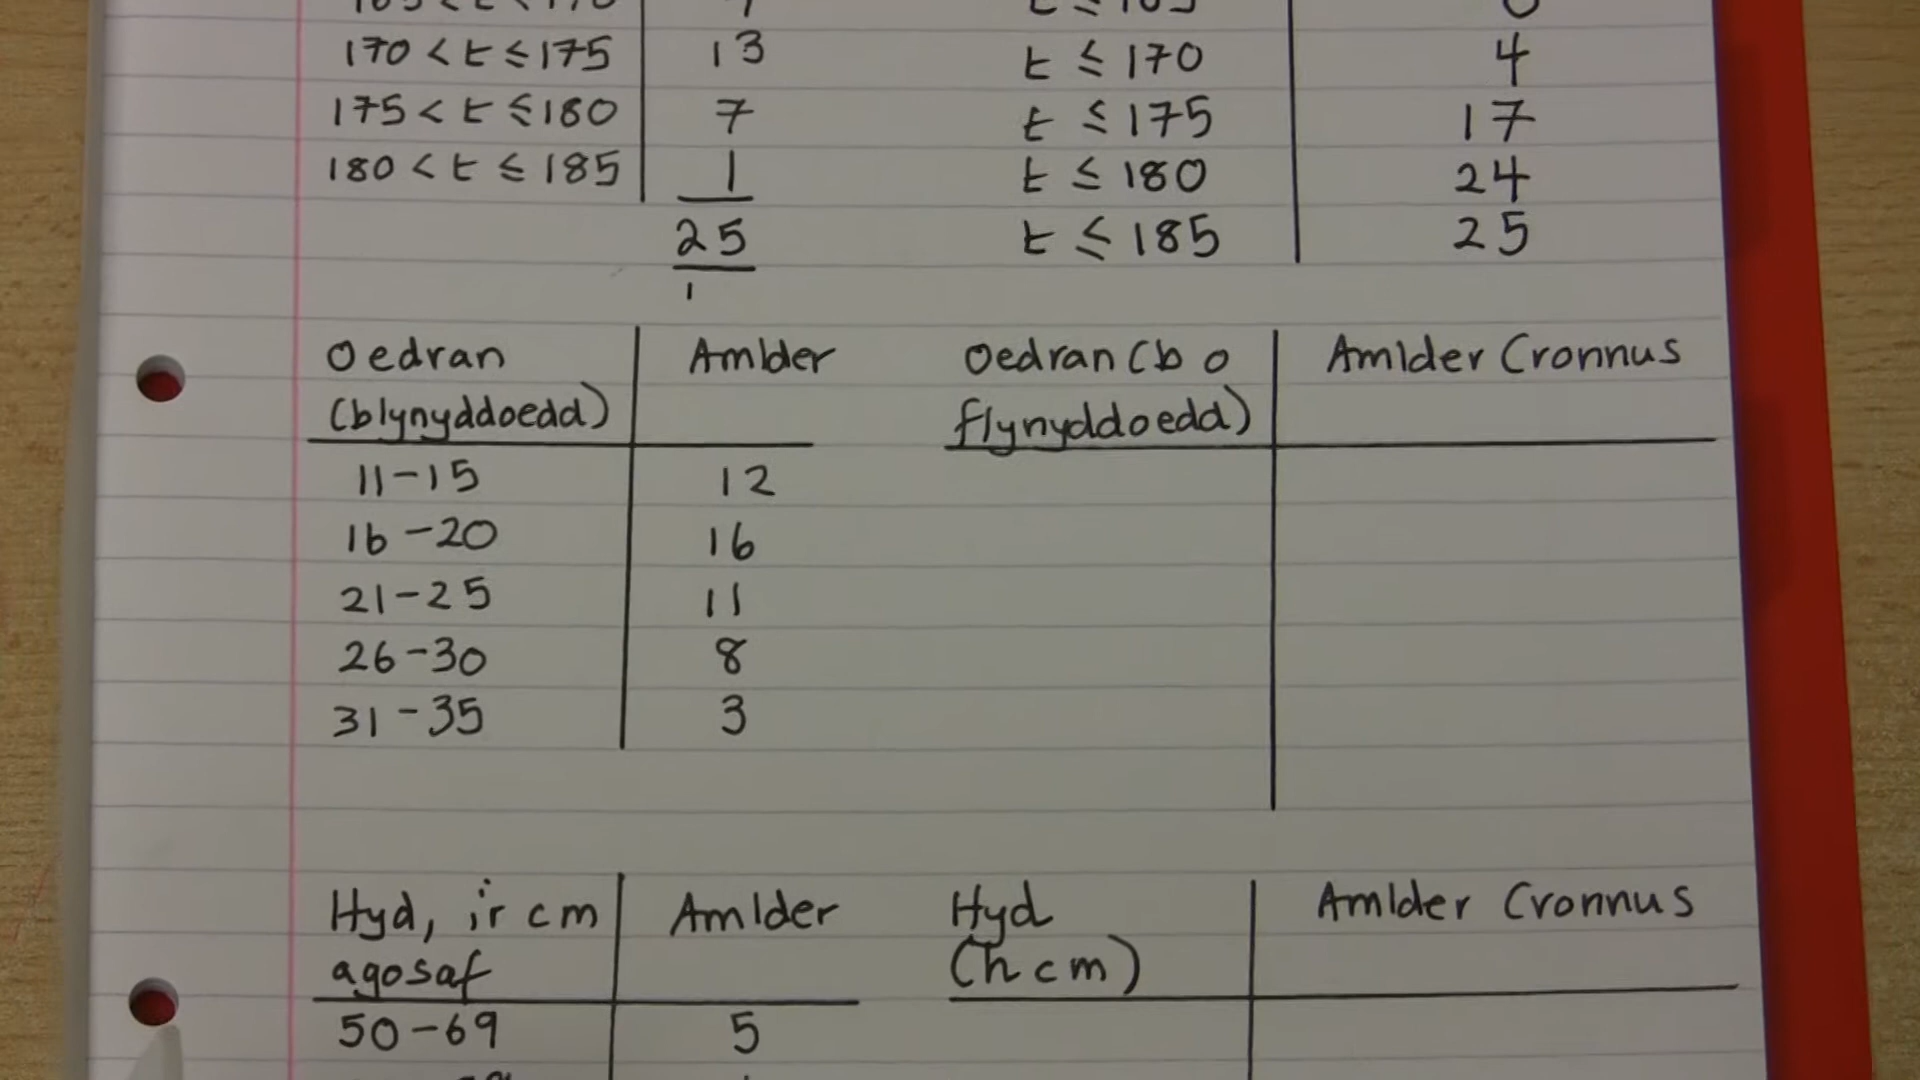 170 < t ≤ 175 13 t ≤ 170 4
175 < t ≤ 180 7 t ≤ 175 17
180 < t ≤ 185 1 t ≤ 180 24
25 t ≤ 185 25
1
Oedran Amlder Oedran (b o Amlder Cronnus
(blynyddoedd) flynyddoedd)
11-15 12
16-20 16
21-25 11
26-30 8
31-35 3
Hyd, i'r cm Amlder Hyd Amlder Cronnus
agosaf (h cm)
50-69 5